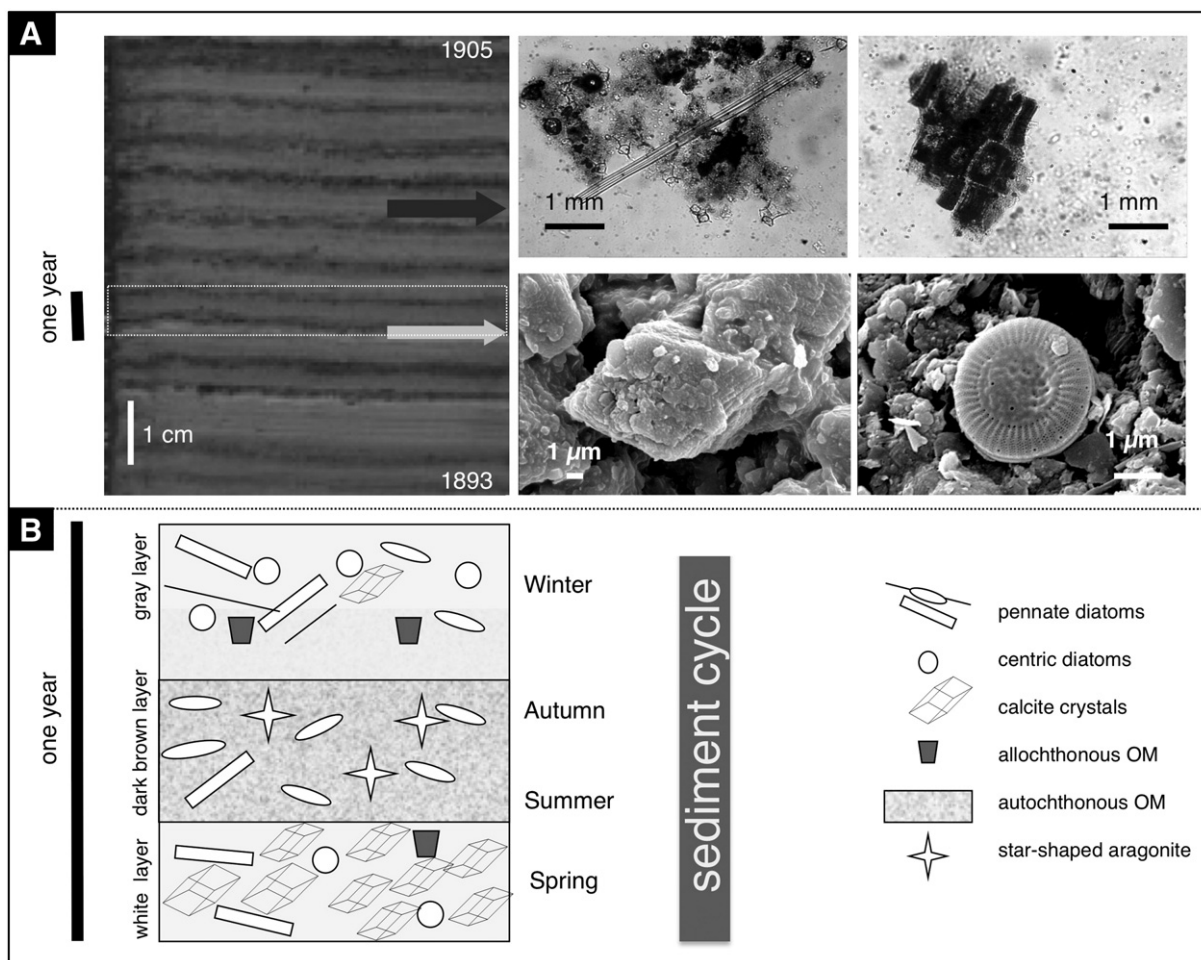 A
1905
one year
1 cm
1893
1 mm
1 mm
1 µm
1 µm
B
one year
gray layer
dark brown layer
white layer
Winter
Autumn
Summer
Spring
sediment cycle
pennate diatoms
centric diatoms
calcite crystals
allochthonous OM
autochthonous OM
star-shaped aragonite